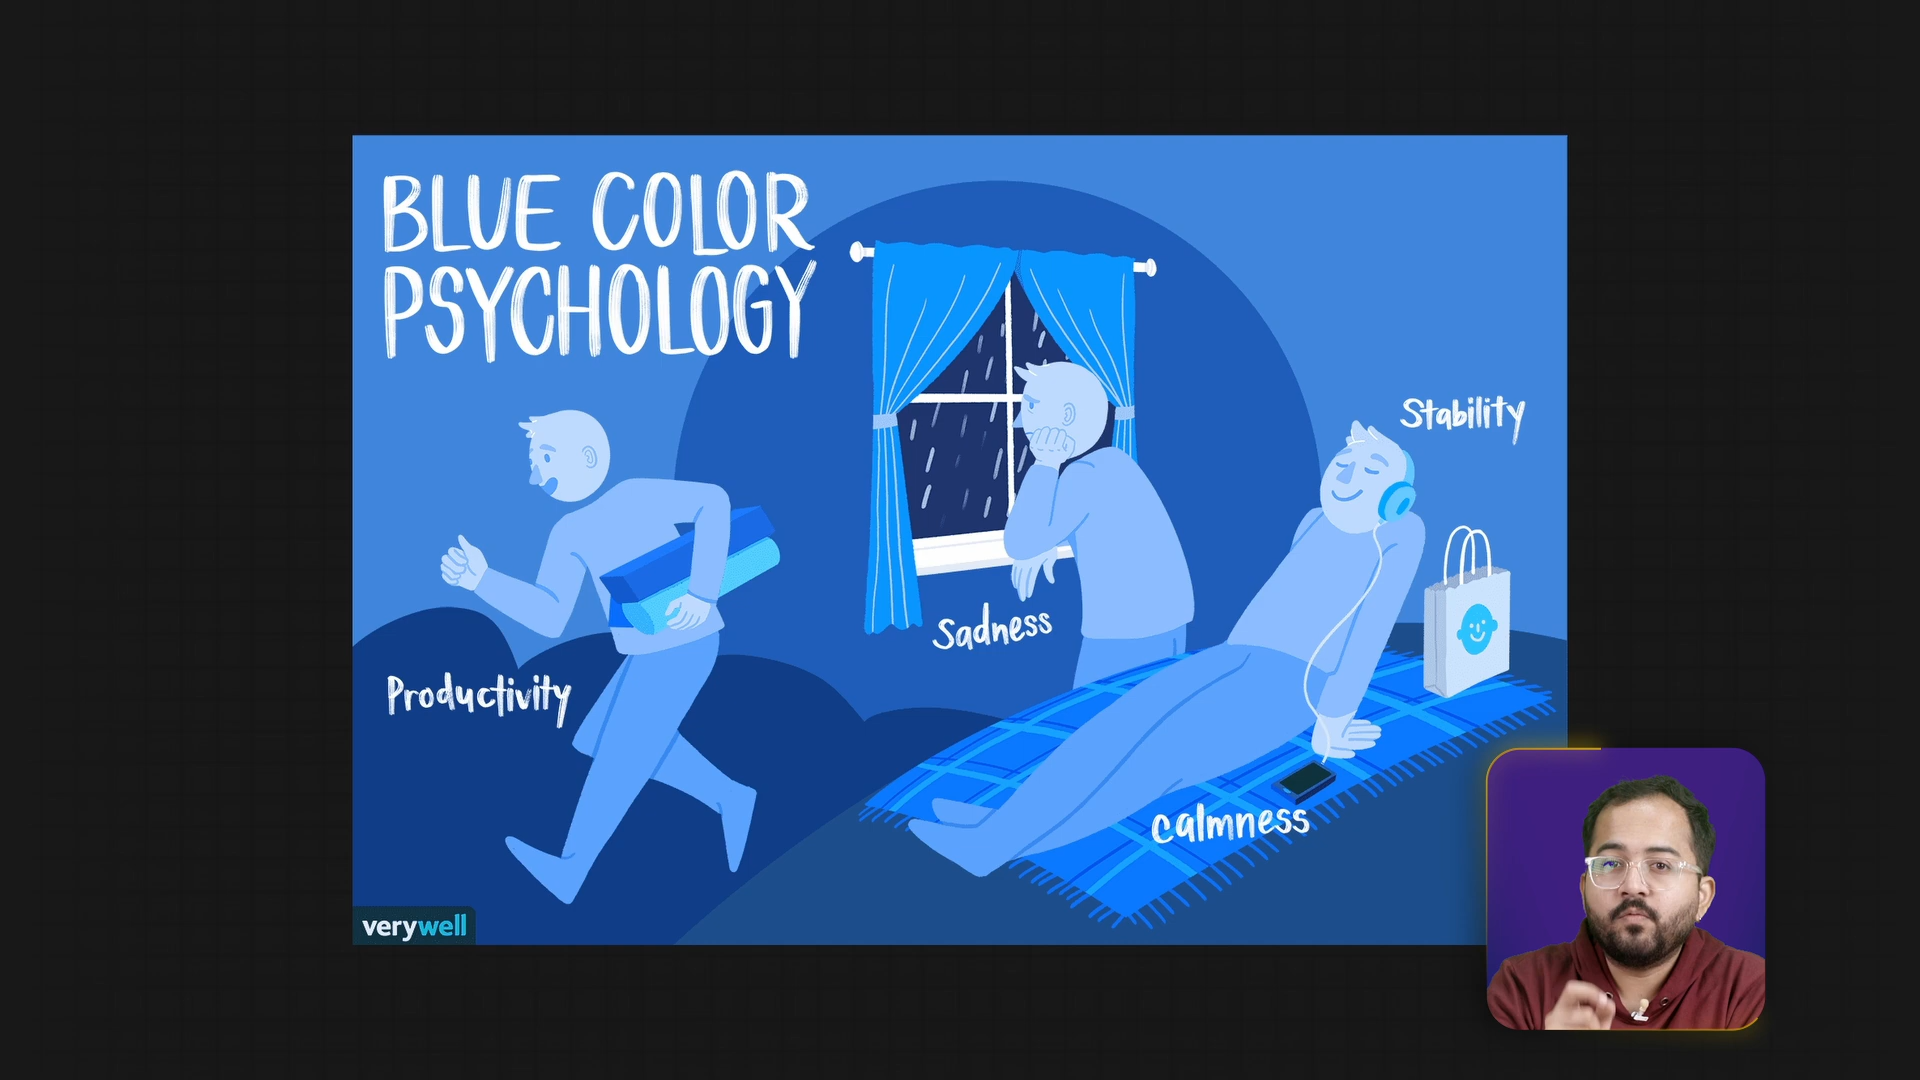 BLUE COLOR
PSYCHOLOGY
Stability
Sadness
Productivity
Calmness
verywell